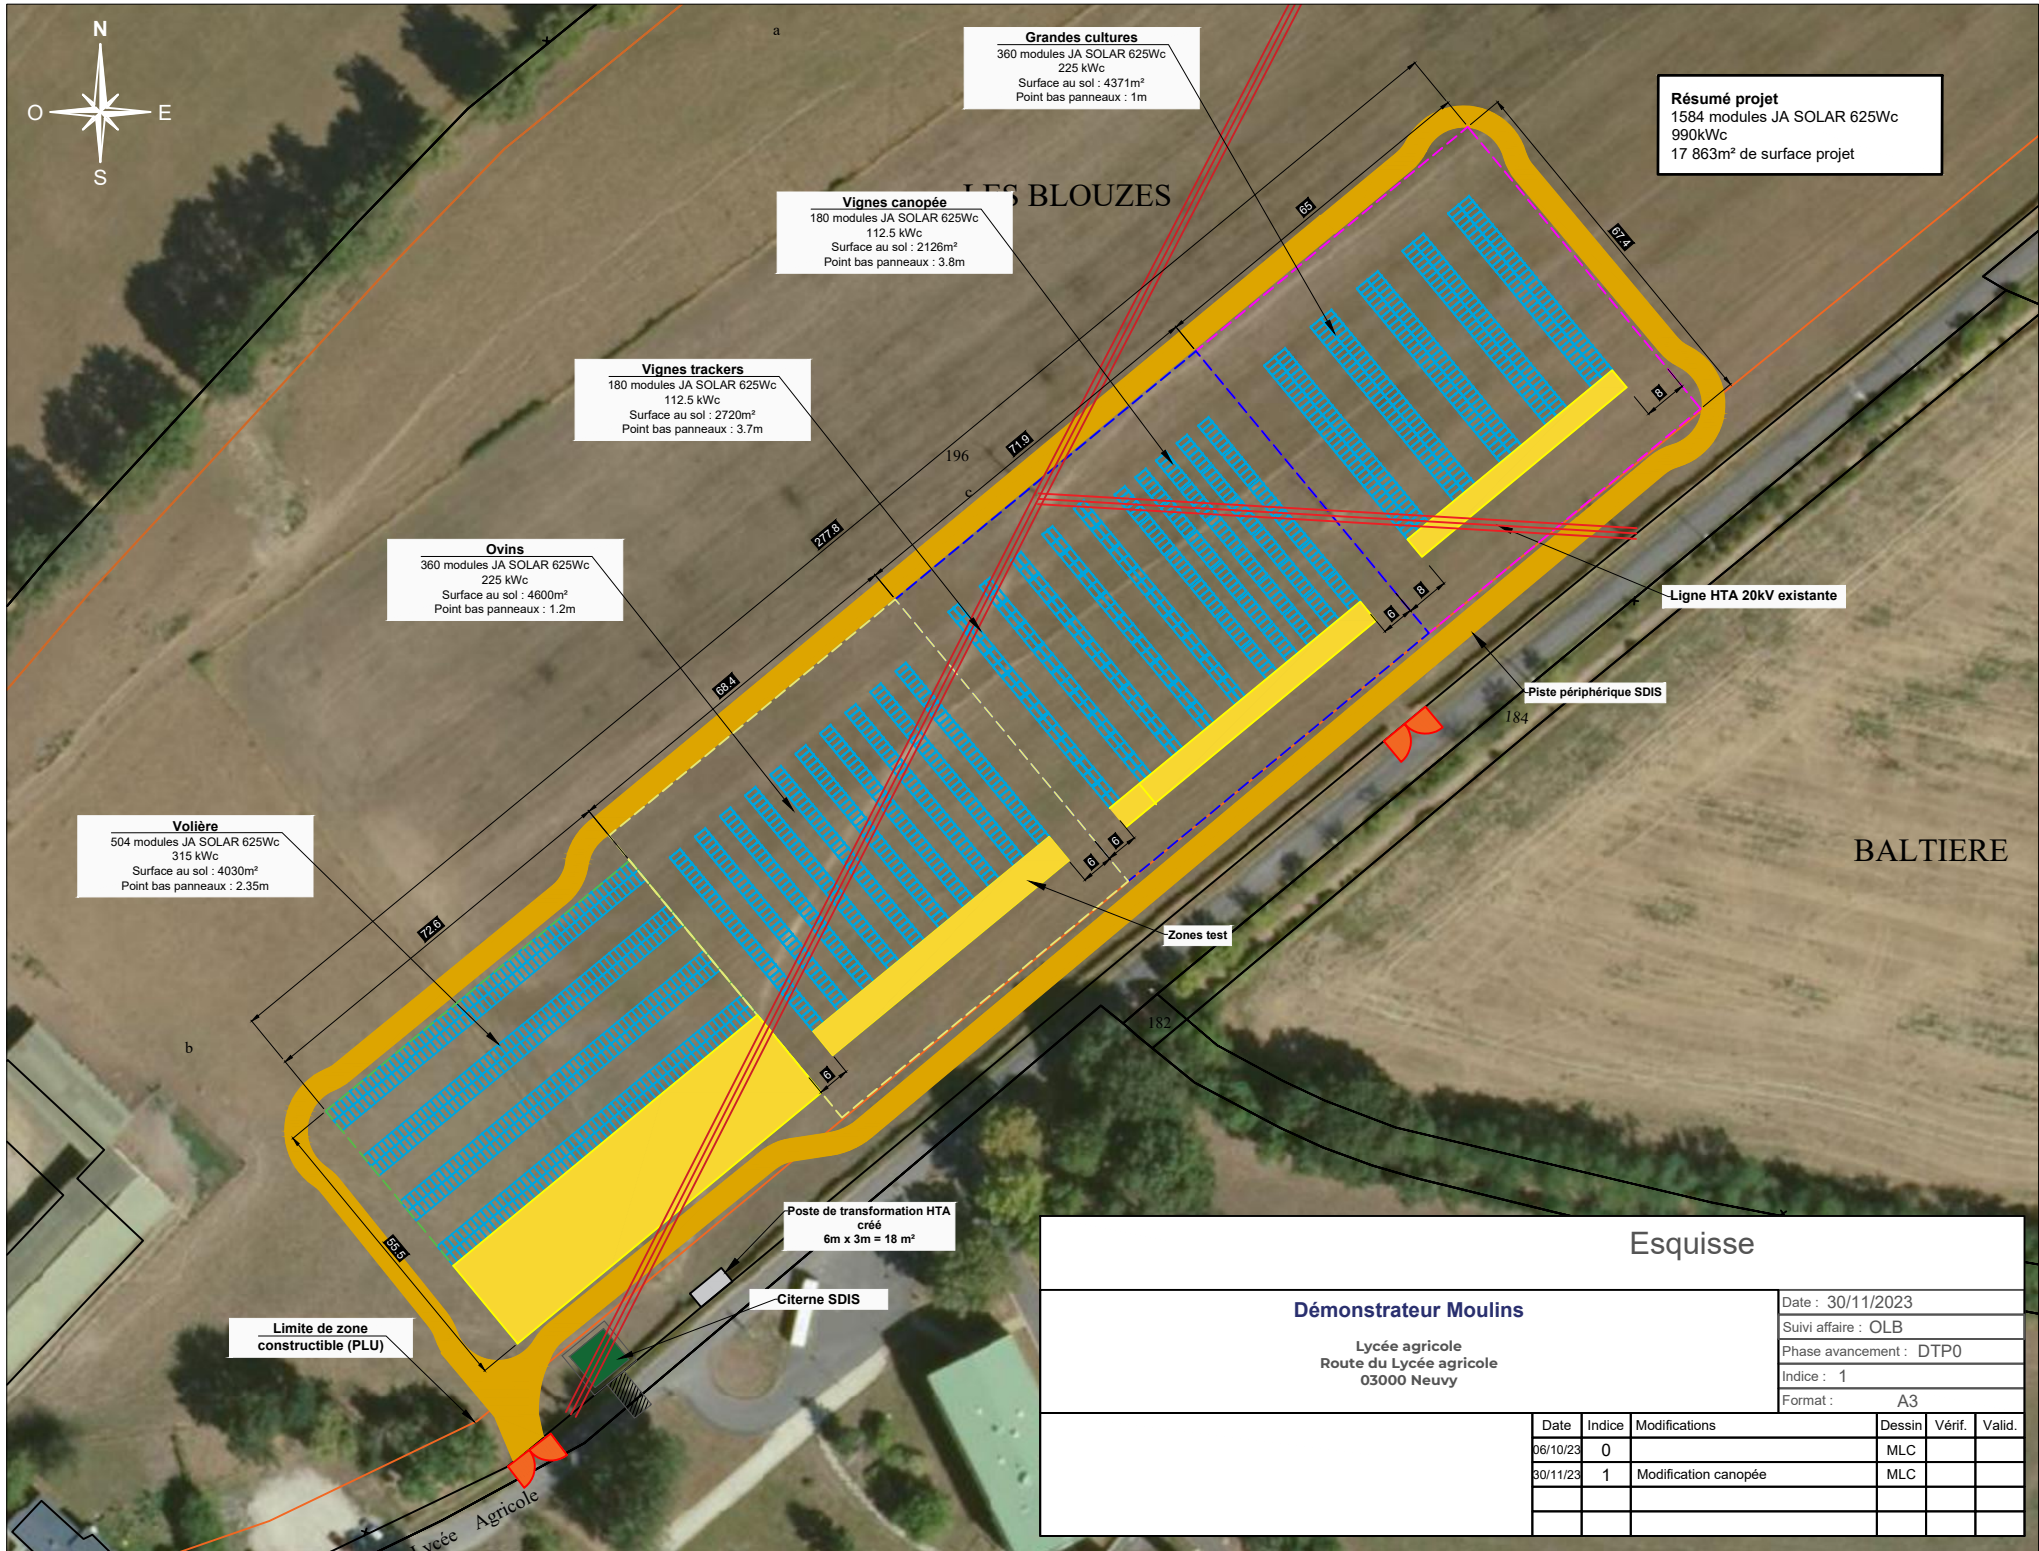 N
O
E
S
a
Grandes cultures
360 modules JA SOLAR 625Wc
225 kWc
Surface au sol : 4371m²
Point bas panneaux : 1m
Résumé projet
1584 modules JA SOLAR 625Wc
990kWc
17 863m² de surface projet
LES BLOUZES
Vignes canopée
180 modules JA SOLAR 625Wc
112.5 kWc
Surface au sol : 2126m²
Point bas panneaux : 3.8m
65
67.4
Vignes trackers
180 modules JA SOLAR 625Wc
112.5 kWc
Surface au sol : 2720m²
Point bas panneaux : 3.7m
8
71.9
196
c
277.8
Ovins
360 modules JA SOLAR 625Wc
225 kWc
Surface au sol : 4600m²
Point bas panneaux : 1.2m
8
6
Ligne HTA 20kV existante
68.4
Piste périphérique SDIS
184
Volière
504 modules JA SOLAR 625Wc
315 kWc
Surface au sol : 4030m²
Point bas panneaux : 2.35m
6
6
BALTIERE
72.6
Zones test
182
b
6
55.5
Poste de transformation HTA
créé
6m x 3m = 18 m²
Citerne SDIS
Limite de zone
constructible (PLU)
Lycée Agricole
Esquisse
Démonstrateur Moulins
Lycée agricole
Route du Lycée agricole
03000 Neuvy
Date : 30/11/2023
Suivi affaire : OLB
Phase avancement : DTP0
Indice : 1
Format : A3
Date Indice Modifications Dessin Vérif. Valid.
06/10/23 0 MLC
30/11/23 1 Modification canopée MLC